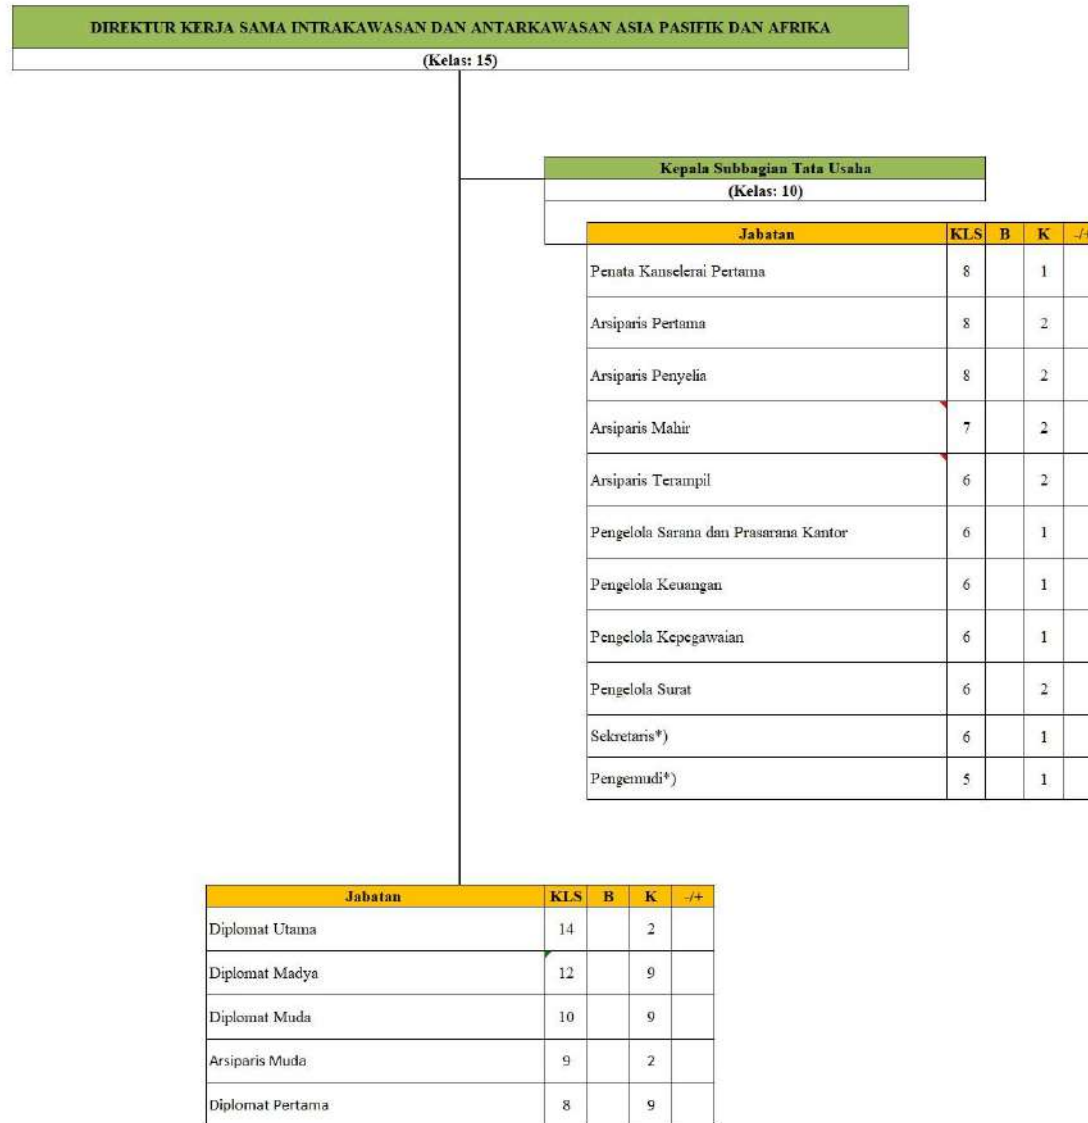 DIREKTUR KERJA SAMA INTRAKAWASAN DAN ANTARKAWASAN ASIA PASIFIK DAN AFRIKA
(Kelas: 15)
Kepala Subbagian Tata Usaha
(Kelas: 10)
Jabatan KLS B K -/+
Penata Kanselerai Pertama 8 1
Arsiparis Pertama 8 2
Arsiparis Penyelia 8 2
Arsiparis Mahir 7 2
Arsiparis Terampil 6 2
Pengelola Sarana dan Prasarana Kantor 6 1
Pengelola Keuangan 6 1
Pengelola Kepegawaian 6 1
Pengelola Surat 6 2
Sekretaris*) 6 1
Pengemudi*) 5 1
Jabatan KLS B K -/+
Diplomat Utama 14 2
Diplomat Madya 12 9
Diplomat Muda 10 9
Arsiparis Muda 9 2
Diplomat Pertama 8 9